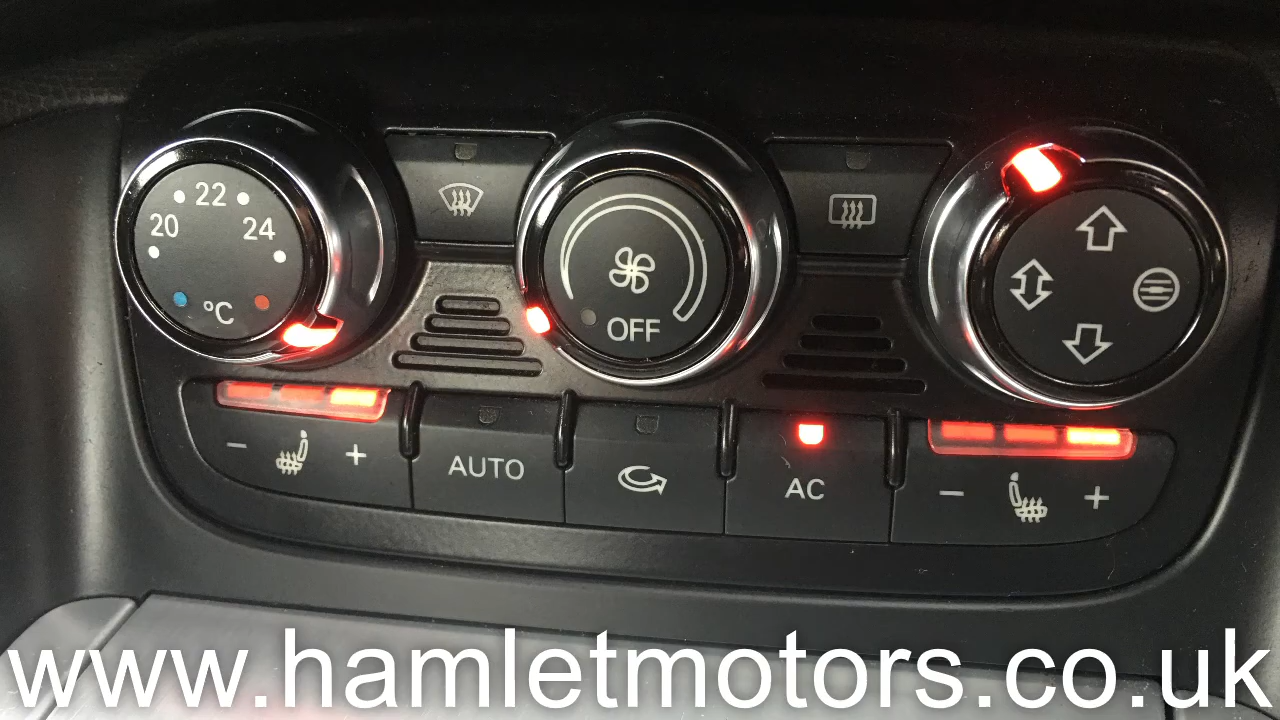 22
20 24
°C
OFF
- +
AUTO
AC
- +
www.hamletmotors.co.uk